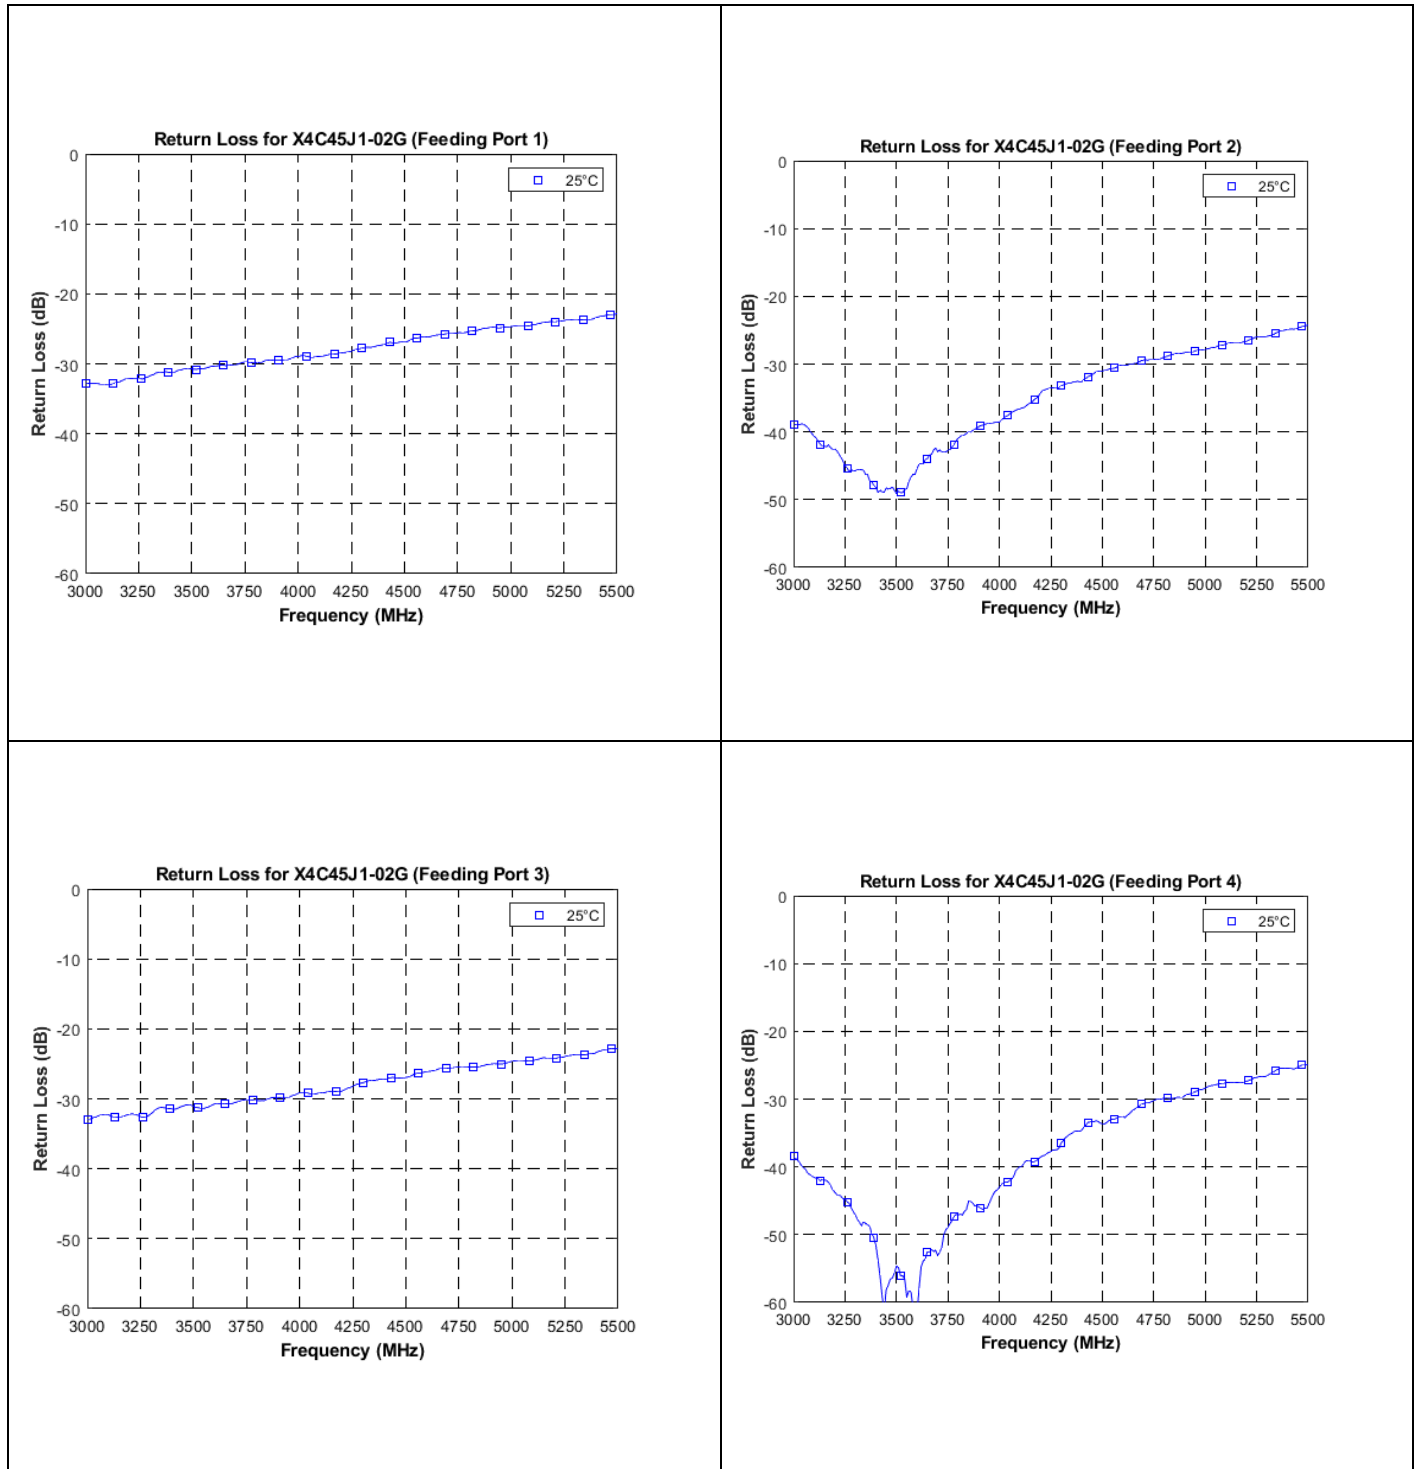 Return Loss for X4C45J1-02G (Feeding Port 1)
0
-10
-20
-30
-40
-50
-60
25°C
Return Loss (dB)
3000 3250 3500 3750 4000 4250 4500 4750 5000 5250 5500
Frequency (MHz)
Return Loss for X4C45J1-02G (Feeding Port 2)
0
-10
-20
-30
-40
-50
-60
25°C
Return Loss (dB)
3000 3250 3500 3750 4000 4250 4500 4750 5000 5250 5500
Frequency (MHz)
Return Loss for X4C45J1-02G (Feeding Port 3)
0
-10
-20
-30
-40
-50
-60
25°C
Return Loss (dB)
3000 3250 3500 3750 4000 4250 4500 4750 5000 5250 5500
Frequency (MHz)
Return Loss for X4C45J1-02G (Feeding Port 4)
0
-10
-20
-30
-40
-50
-60
25°C
Return Loss (dB)
3000 3250 3500 3750 4000 4250 4500 4750 5000 5250 5500
Frequency (MHz)